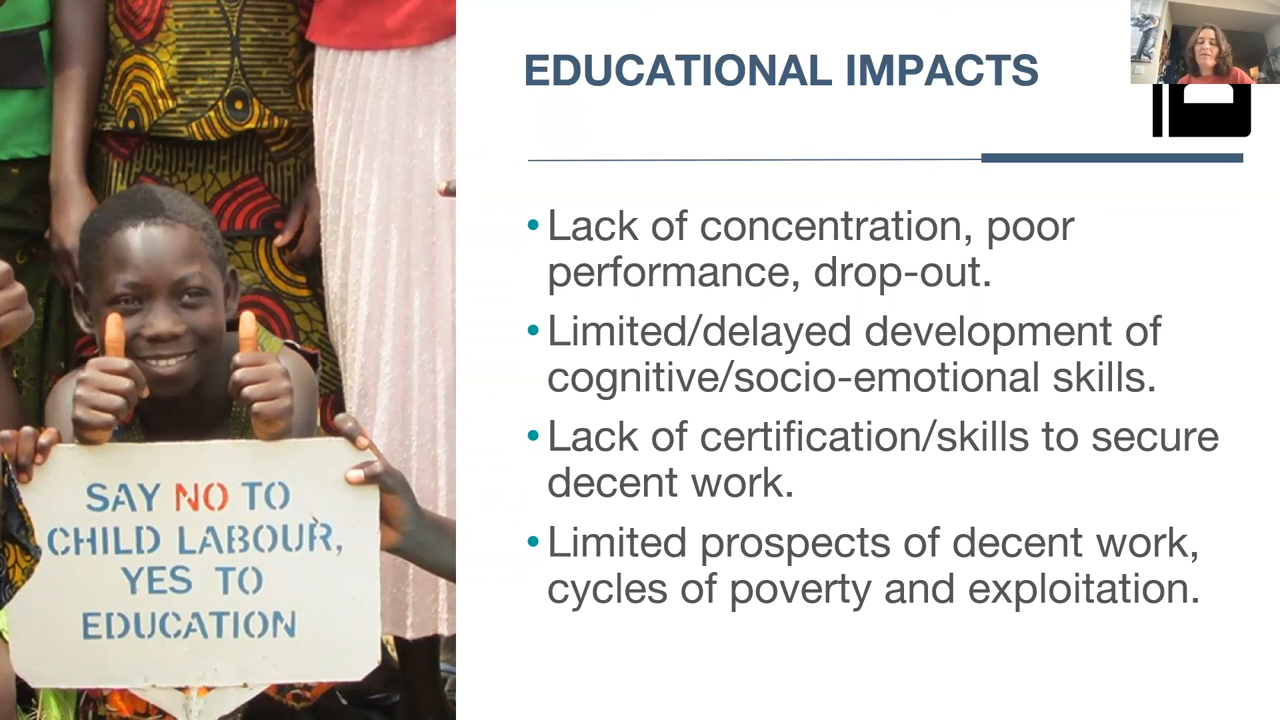 EDUCATIONAL IMPACTS
•Lack of concentration, poor
performance, drop-out.
•Limited/delayed development of
cognitive/socio-emotional skills.
•Lack of certification/skills to secure
decent work.
•Limited prospects of decent work,
cycles of poverty and exploitation.
SAY NO TO
CHILD LABOUR,
YES TO
EDUCATION